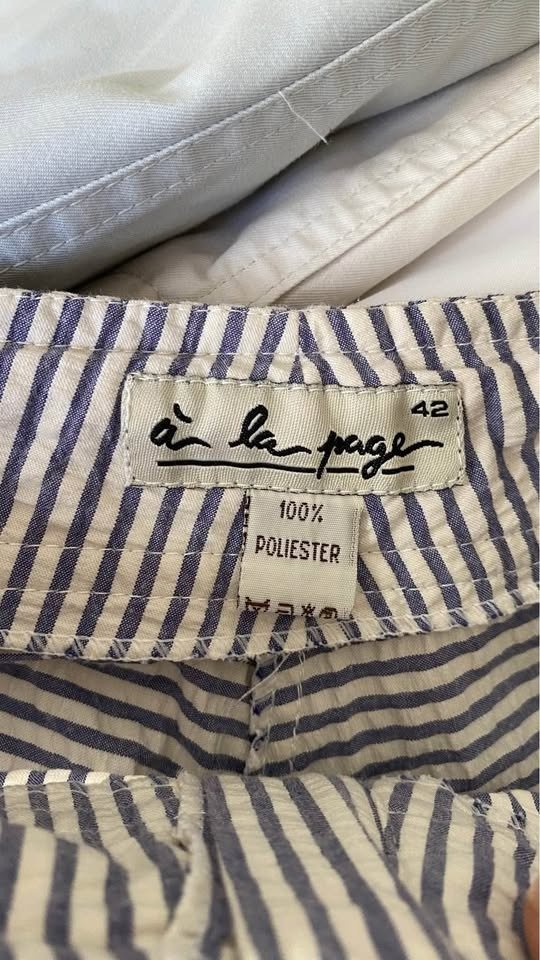 42
à la page
100%
POLIESTER